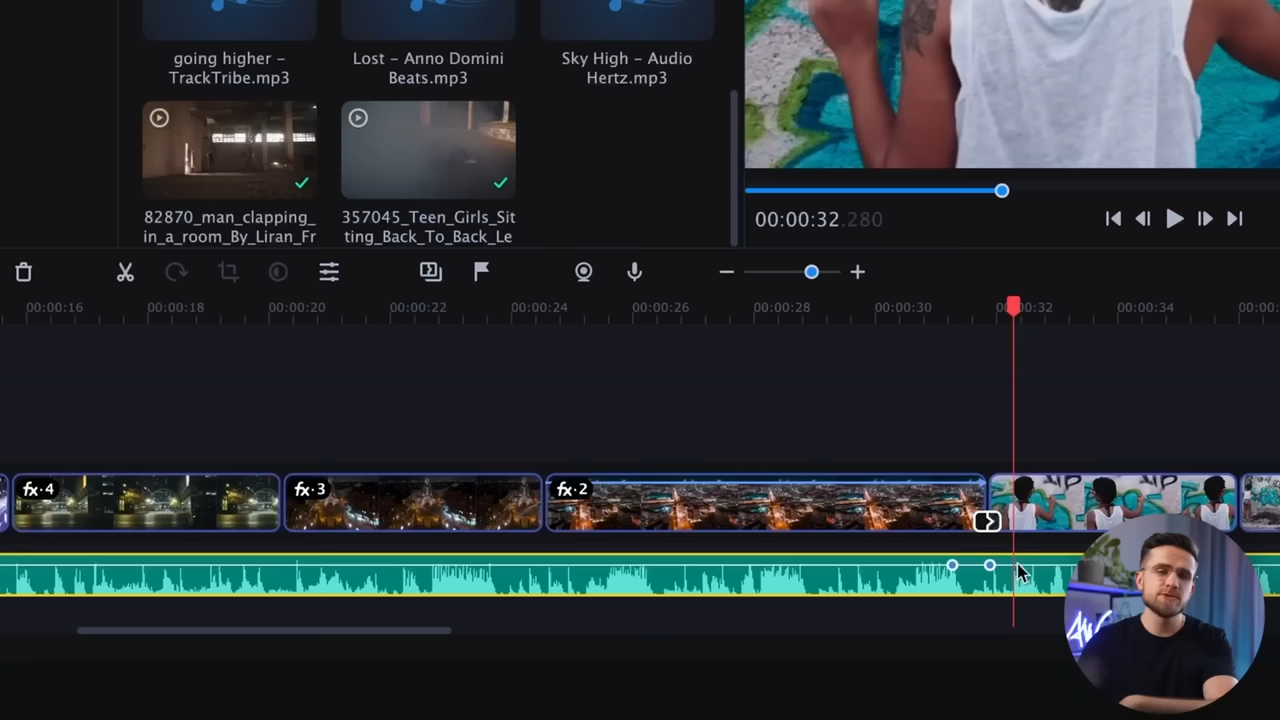 going higher –
TrackTribe.mp3
Lost – Anno Domini
Beats.mp3
Sky High – Audio
Hertz.mp3
82870_man_clapping_
in_a_room_By_Liran_Fr
357045_Teen_Girls_Sit
ting_Back_To_Back_Le
00:00:32.280
00:00:16
00:00:18
00:00:20
00:00:22
00:00:24
00:00:26
00:00:28
00:00:30
00:00:32
00:00:34
00:00:
fx·4
fx·3
fx·2
AW